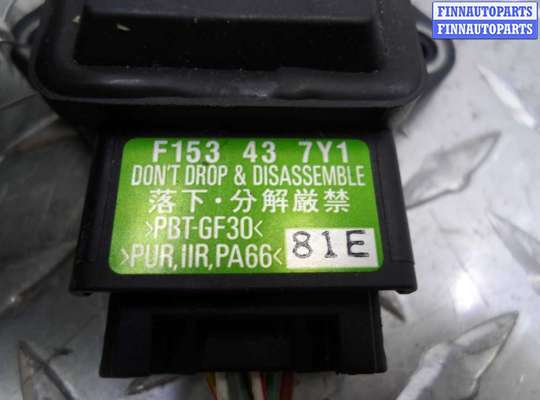 FINNAUTOPARTS
FINNAUTOPARTS
F153 43 7Y1
DON'T DROP & DISASSEMBLE
落下・分解厳禁
>PBT-GF30<
>PUR,IIR,PA66<
81E